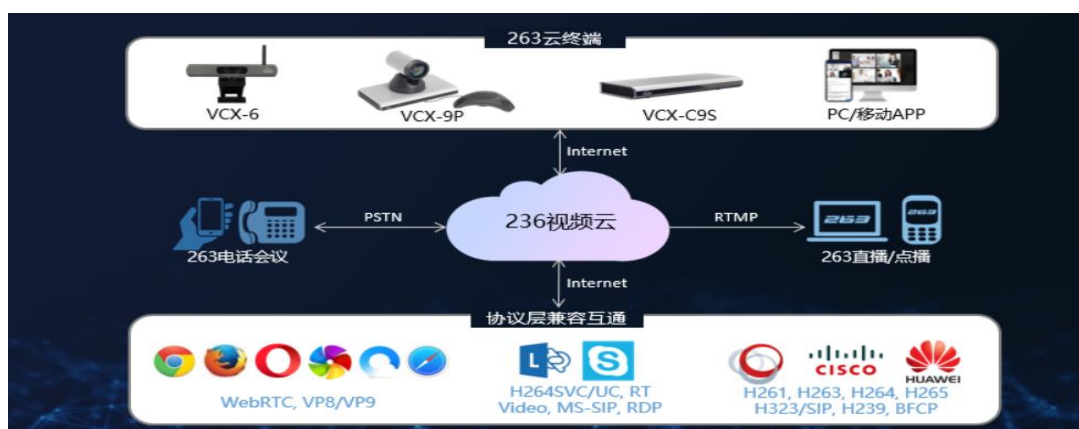 263云终端
VCX-6
VCX-9P
VCX-C9S
PC/移动APP
Internet
236视频云
PSTN
RTMP
263
263
263电话会议
263直播/点播
Internet
协议层兼容互通
L
S
CISCO
HUAWEI
WebRTC, VP8/VP9
H264SVC/UC, RT
Video, MS-SIP, RDP
H261, H263, H264, H265
H323/SIP, H239, BFCP